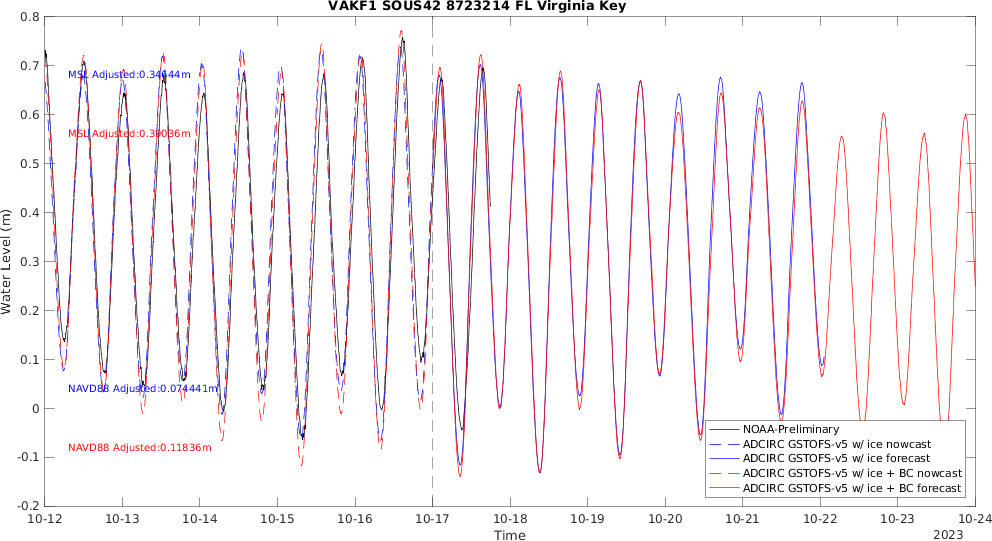 VAKF1 SOUS42 8723214 FL Virginia Key
0.8
0.7
0.6
0.5
0.4
0.3
0.2
0.1
0
-0.1
-0.2
Water Level (m)
MSL Adjusted:0.34644m
MSL Adjusted:0.39036m
NAVD88 Adjusted:0.074441m
NAVD88 Adjusted:0.11836m
NOAA-Preliminary
ADCIRC GSTOFS-v5 w/ ice nowcast
ADCIRC GSTOFS-v5 w/ ice forecast
ADCIRC GSTOFS-v5 w/ ice + BC nowcast
ADCIRC GSTOFS-v5 w/ ice + BC forecast
10-12 10-13 10-14 10-15 10-16 10-17 10-18 10-19 10-20 10-21 10-22 10-23 10-24
Time
2023